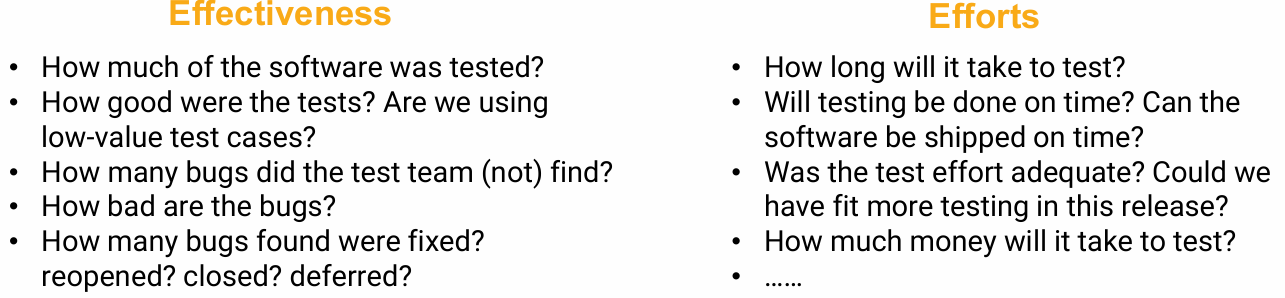 Effectiveness
• How much of the software was tested?
• How good were the tests? Are we using
low-value test cases?
• How many bugs did the test team (not) find?
• How bad are the bugs?
• How many bugs found were fixed?
reopened? closed? deferred?
Efforts
• How long will it take to test?
• Will testing be done on time? Can the
software be shipped on time?
• Was the test effort adequate? Could we
have fit more testing in this release?
• How much money will it take to test?
• ......